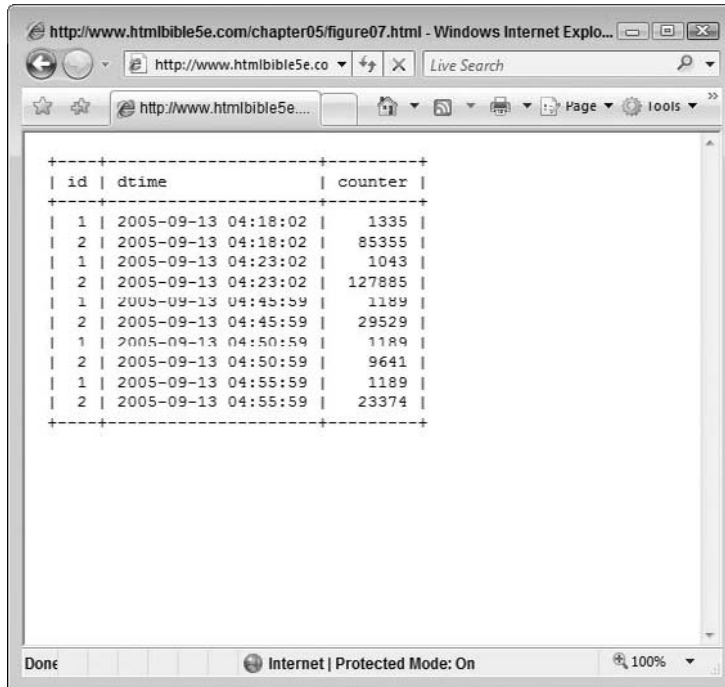 http://www.htmlbible5e.com/chapter05/figure07.html - Windows Internet Explo...
http://www.htmlbible5e.co
Live Search
http://www.htmlbible5e....
Page
Tools
+----+---------------------+---------+
| id | dtime               | counter |
+----+---------------------+---------+
|  1 | 2005-09-13 04:18:02 |    1335 |
|  2 | 2005-09-13 04:18:02 |   85355 |
|  1 | 2005-09-13 04:23:02 |    1043 |
|  2 | 2005-09-13 04:23:02 |  127885 |
|  1 | 2005-09-13 04:45:59 |    1189 |
|  2 | 2005-09-13 04:45:59 |   29529 |
|  1 | 2005-09-13 04:50:59 |    1189 |
|  2 | 2005-09-13 04:50:59 |    9641 |
|  1 | 2005-09-13 04:55:59 |    1189 |
|  2 | 2005-09-13 04:55:59 |   23374 |
+----+---------------------+---------+
Done
Internet | Protected Mode: On
100%